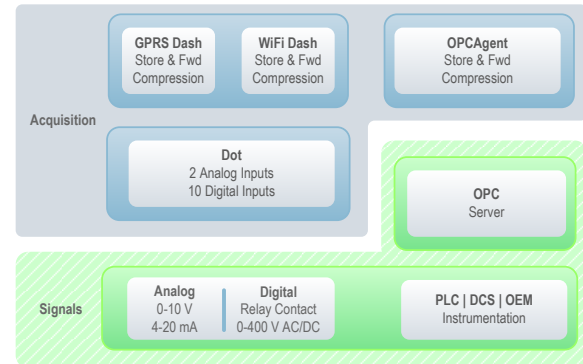 GPRS Dash
Store & Fwd
Compression
WiFi Dash
Store & Fwd
Compression
OPCAgent
Store & Fwd
Compression
Acquisition
Dot
2 Analog Inputs
10 Digital Inputs
OPC
Server
Signals
Analog
0-10 V
4-20 mA
Digital
Relay Contact
0-400 V AC/DC
PLC | DCS | OEM
Instrumentation